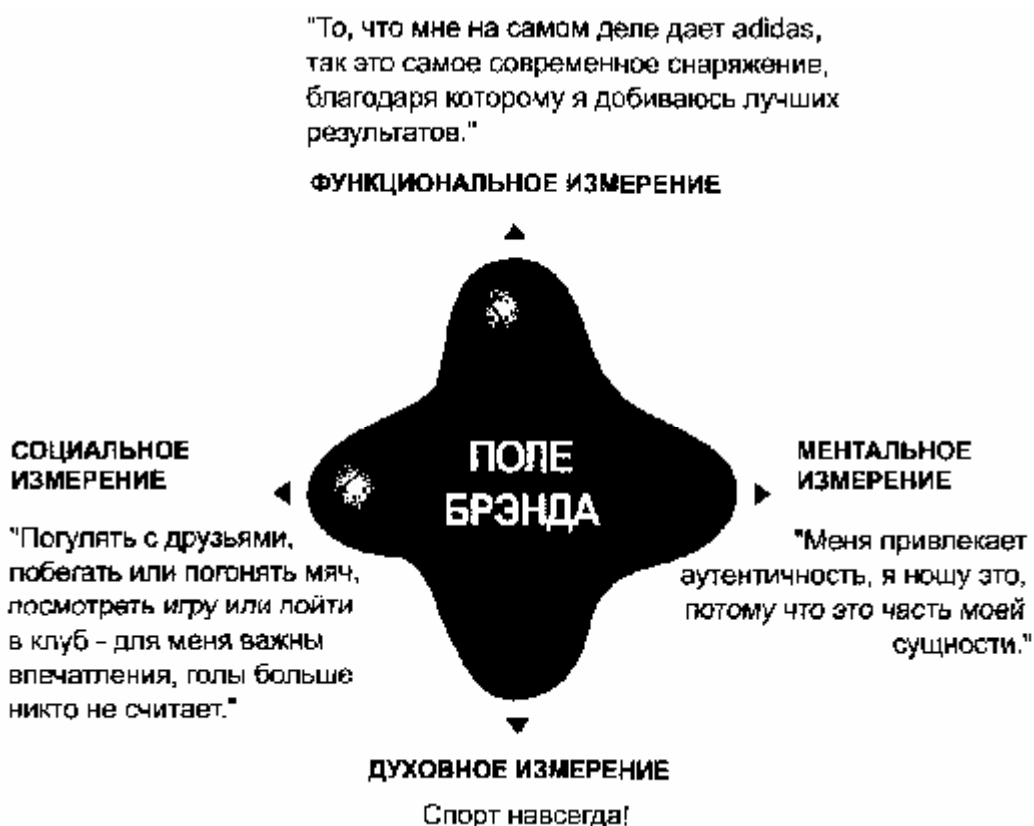 "То, что мне на самом деле дает adidas,
так это самое современное снаряжение,
благодаря которому я добиваюсь лучших
результатов."
ФУНКЦИОНАЛЬНОЕ ИЗМЕРЕНИЕ
СОЦИАЛЬНОЕ
ИЗМЕРЕНИЕ
"Погулять с друзьями,
побегать или погонять мяч,
посмотреть игру или пойти
в клуб - для меня важны
впечатления, голы больше
никто не считает."
ПОЛЕ
БРЭНДА
МЕНТАЛЬНОЕ
ИЗМЕРЕНИЕ
"Меня привлекает
аутентичность, я ношу это,
потому что это часть моей
сущности."
ДУХОВНОЕ ИЗМЕРЕНИЕ
Спорт навсегда!